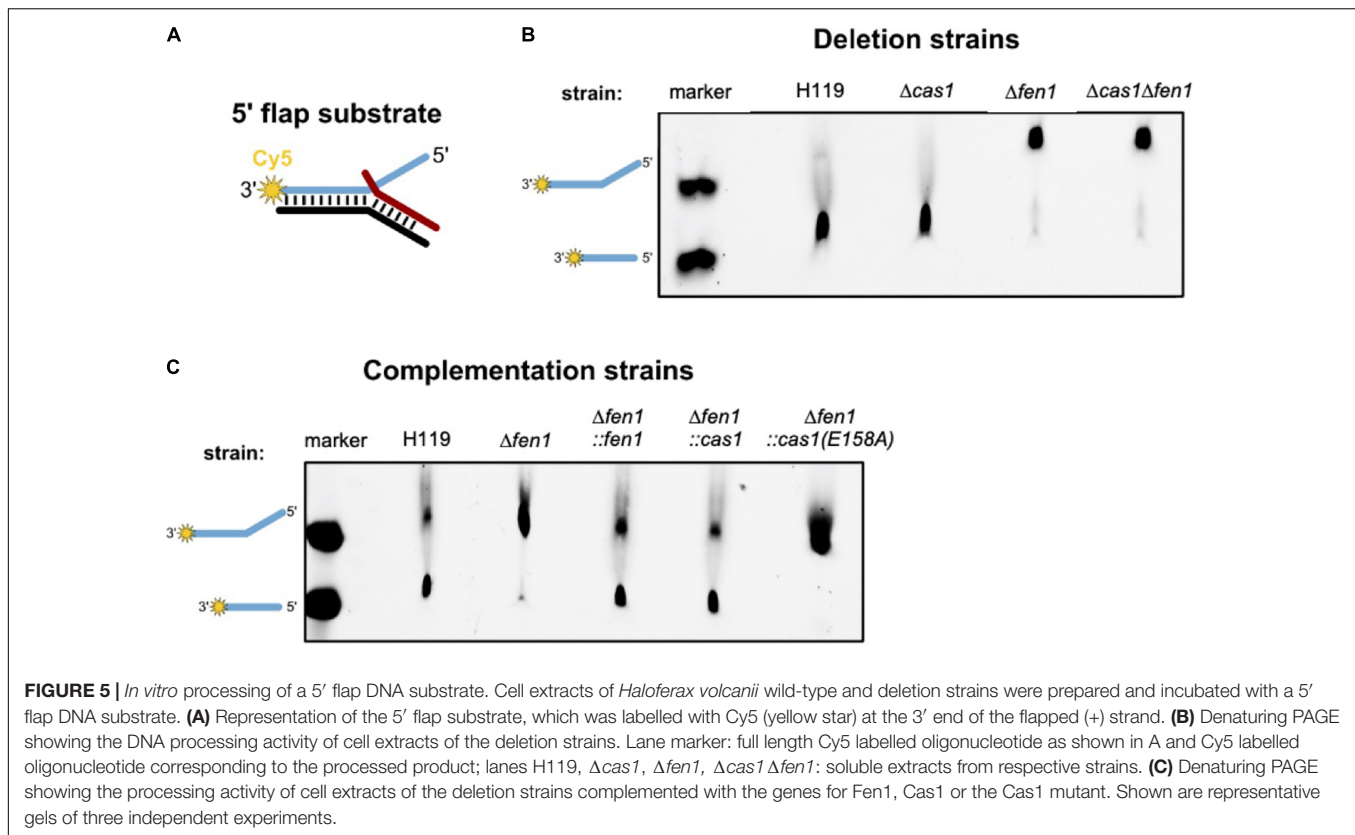 A
5' flap substrate
Cy5
3'
5'
B
Deletion strains
strain:
marker
H119
Δcas1
Δfen1
Δcas1Δfen1
3'
5'
3'
5'
C
Complementation strains
strain:
marker
H119
Δfen1
Δfen1
::fen1
Δfen1
::cas1
Δfen1
::cas1(E158A)
3'
5'
3'
5'
FIGURE 5 | In vitro processing of a 5′ flap DNA substrate. Cell extracts of Haloferax volcanii wild-type and deletion strains were prepared and incubated with a 5′
flap DNA substrate. (A) Representation of the 5′ flap substrate, which was labelled with Cy5 (yellow star) at the 3′ end of the flapped (+) strand. (B) Denaturing PAGE
showing the DNA processing activity of cell extracts of the deletion strains. Lane marker: full length Cy5 labelled oligonucleotide as shown in A and Cy5 labelled
oligonucleotide corresponding to the processed product; lanes H119, Δcas1, Δfen1, Δcas1Δfen1: soluble extracts from respective strains. (C) Denaturing PAGE
showing the processing activity of cell extracts of the deletion strains complemented with the genes for Fen1, Cas1 or the Cas1 mutant. Shown are representative
gels of three independent experiments.